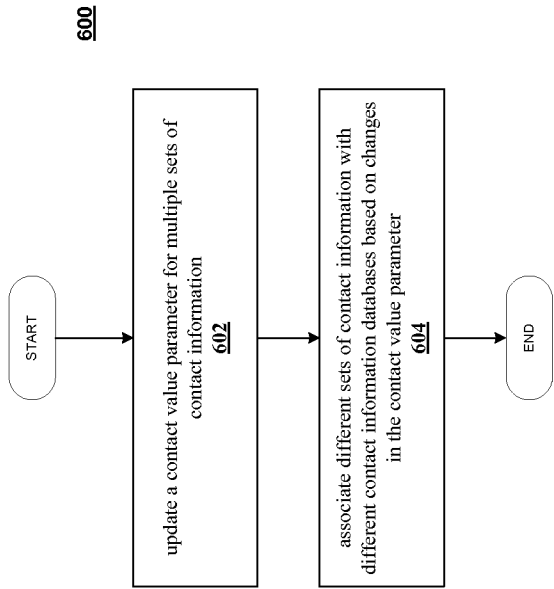 600
START
update a contact value parameter for multiple sets of
contact information
602
associate different sets of contact information with
different contact information databases based on changes
in the contact value parameter
604
END